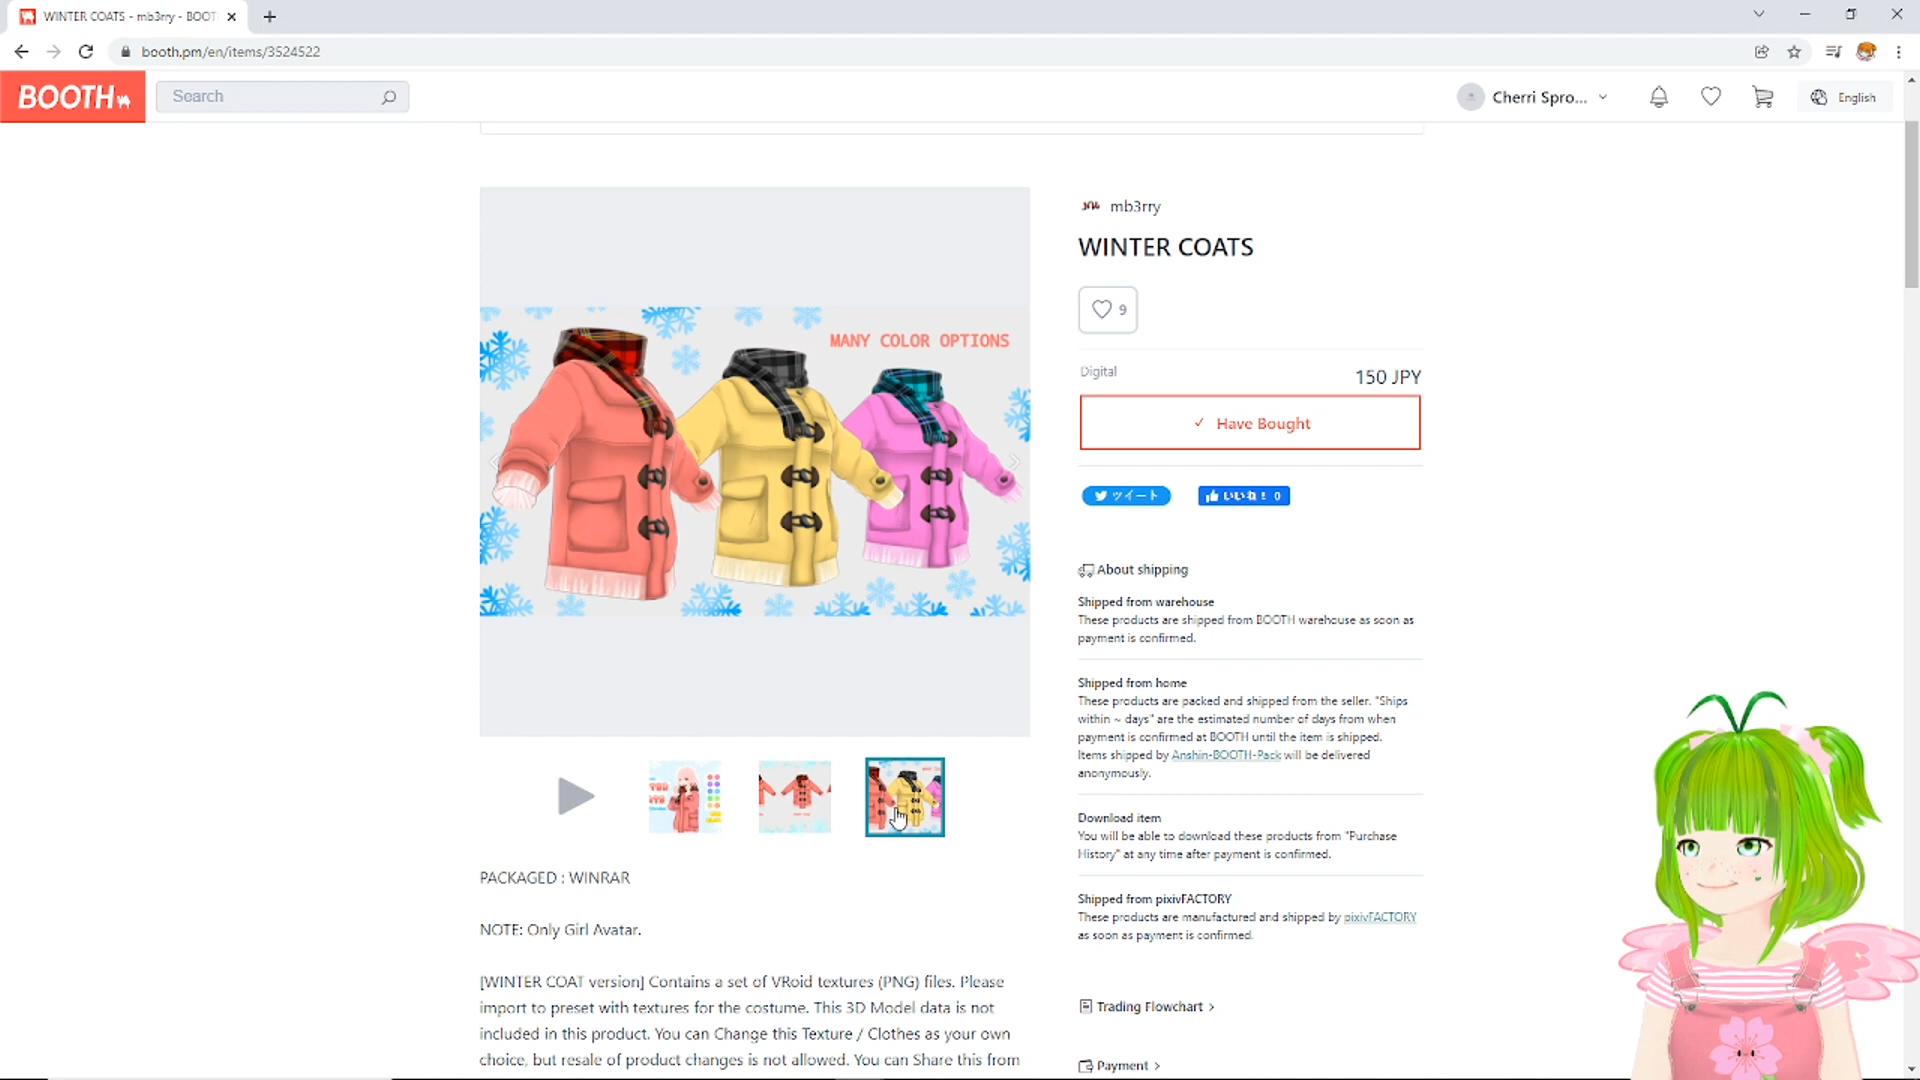 WINTER COATS - mb3rry - BOOT
booth.pm/en/items/3524522
BOOTH
Search
Cherri Spro...
English
mb3rry
WINTER COATS
9
MANY COLOR OPTIONS
Digital
150 JPY
✓ Have Bought
ツイート
いいね！ 0
About shipping
Shipped from warehouse
These products are shipped from BOOTH warehouse as soon as
payment is confirmed.
Shipped from home
These products are packed and shipped from the seller. "Ships
within ~ days" are the estimated number of days from when
payment is confirmed at BOOTH until the item is shipped.
Items shipped by Anshin-BOOTH-Pack will be delivered
anonymously.
Download item
You will be able to download these products from "Purchase
History" at any time after payment is confirmed.
Shipped from pixivFACTORY
These products are manufactured and shipped by pixivFACTORY
as soon as payment is confirmed.
Trading Flowchart >
Payment >
PACKAGED : WINRAR
NOTE: Only Girl Avatar.
[WINTER COAT version] Contains a set of VRoid textures (PNG) files. Please
import to preset with textures for the costume. This 3D Model data is not
included in this product. You can Change this Texture / Clothes as your own
choice, but resale of product changes is not allowed. You can Share this from